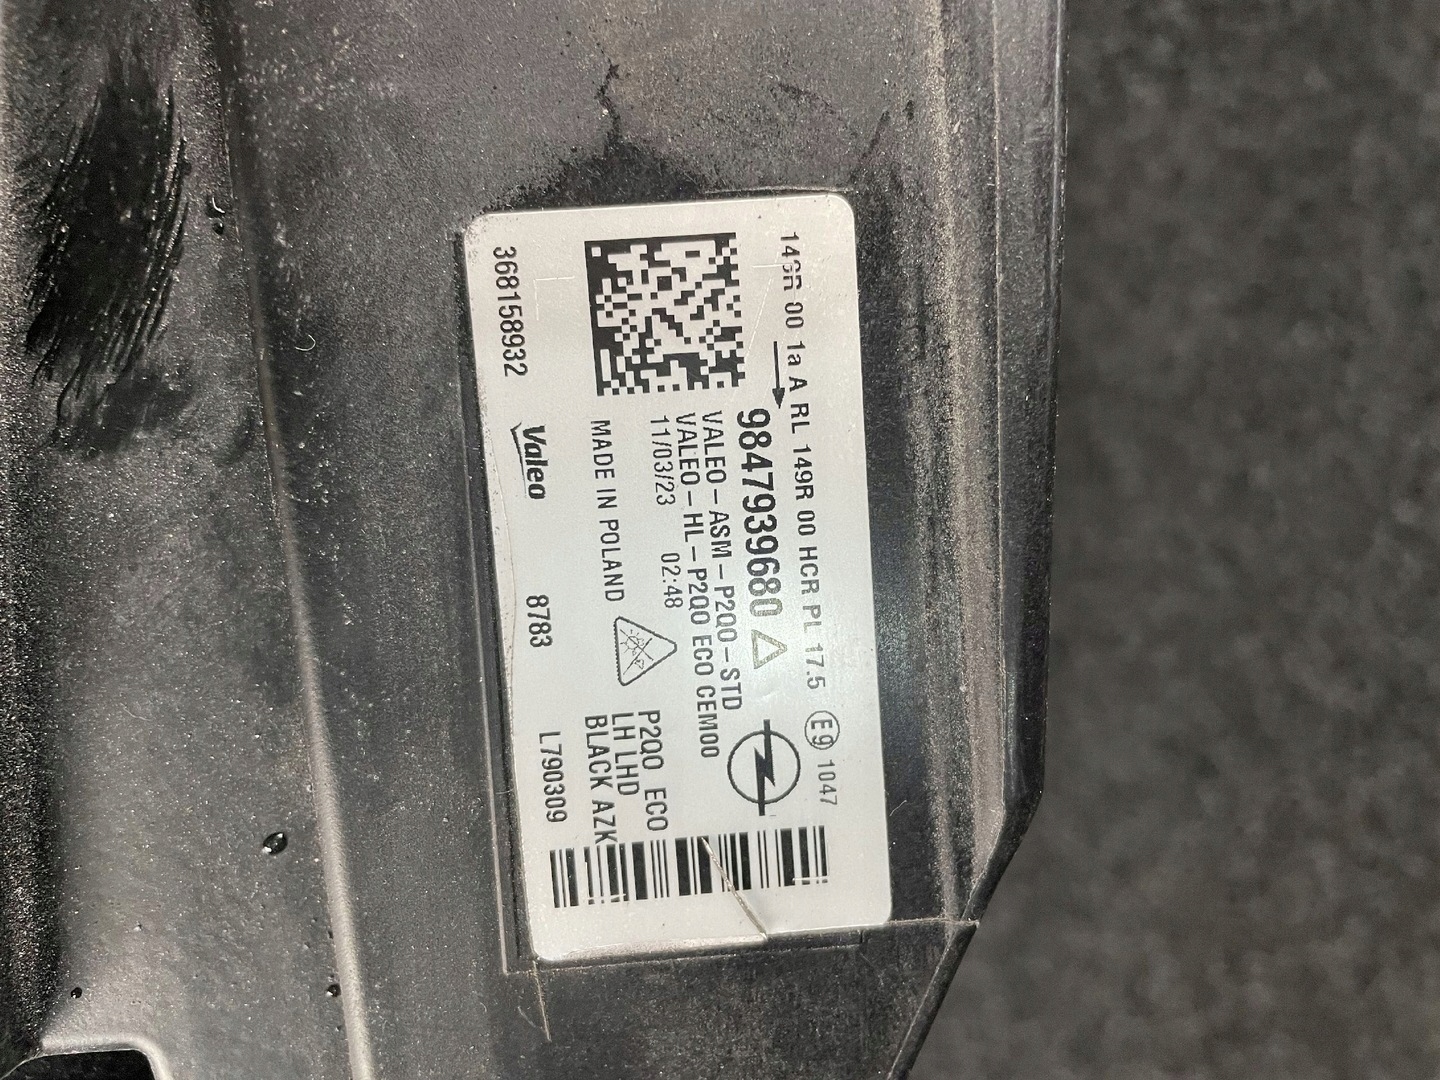 149R 00 1a A RL 149R 00 HCR PL 17.5 E9 1047
9847939680
VALEO-ASM-P2QO-STD
VALEO-HL-P2QO ECO CEM00
11/03/23 02:48
MADE IN POLAND
P2QO ECO
LH LHD
BLACK AZK
368158932 Valeo 8783 L790309